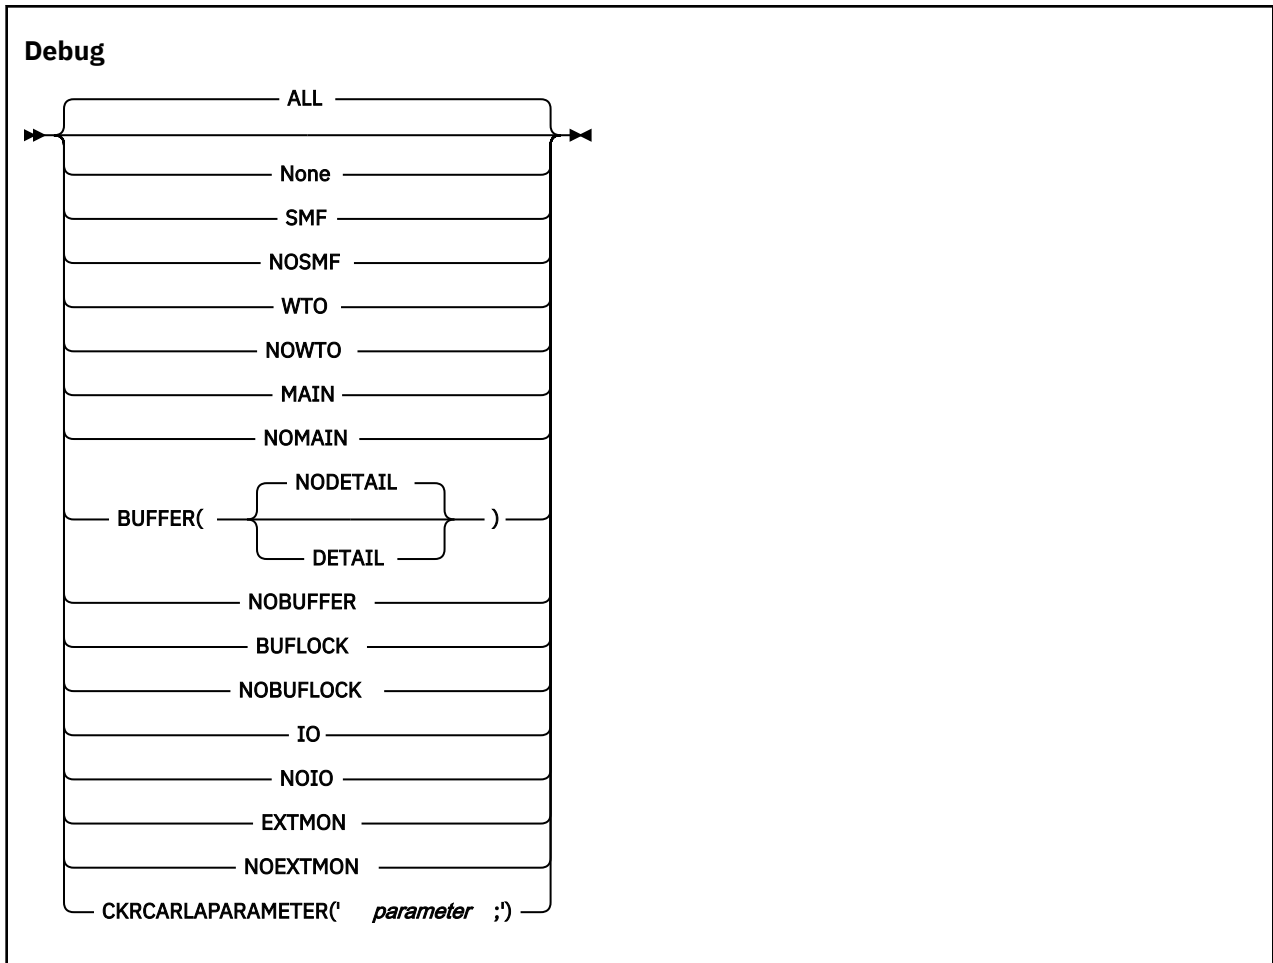 Debug
ALL
None
SMF
NOSMF
WTO
NOWTO
MAIN
NOMAIN
NODETAIL
BUFFER( )
DETAIL
NOBUFFER
BUFLOCK
NOBUFLOCK
IO
NOIO
EXTMON
NOEXTMON
CKRCARLAPARAMETER(' parameter ;')